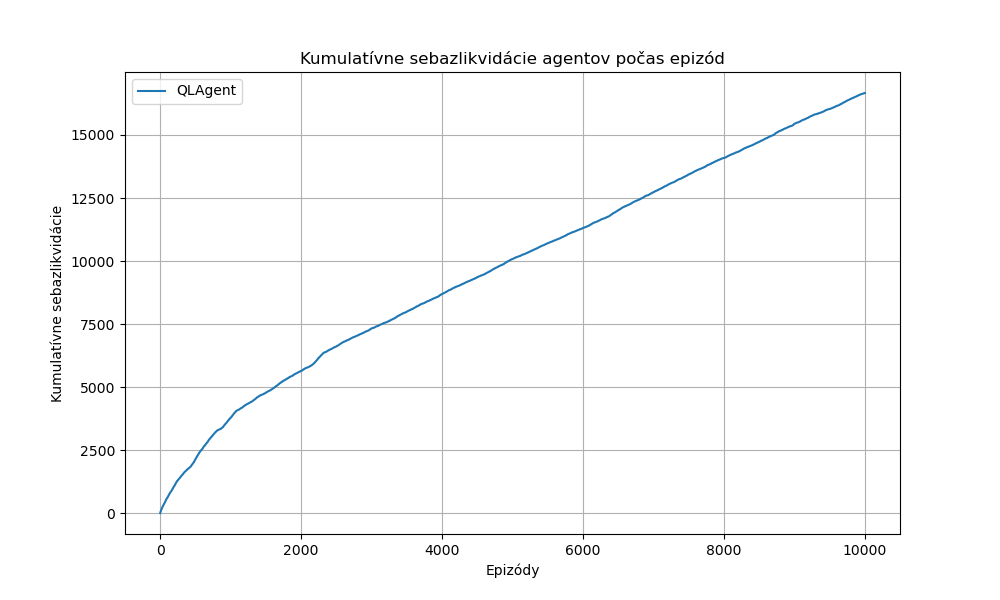 Kumulatívne sebazlikvidácie agentov počas epizód
QLAgent
Kumulatívne sebazlikvidácie
15000
12500
10000
7500
5000
2500
0
0 2000 4000 6000 8000 10000
Epizódy